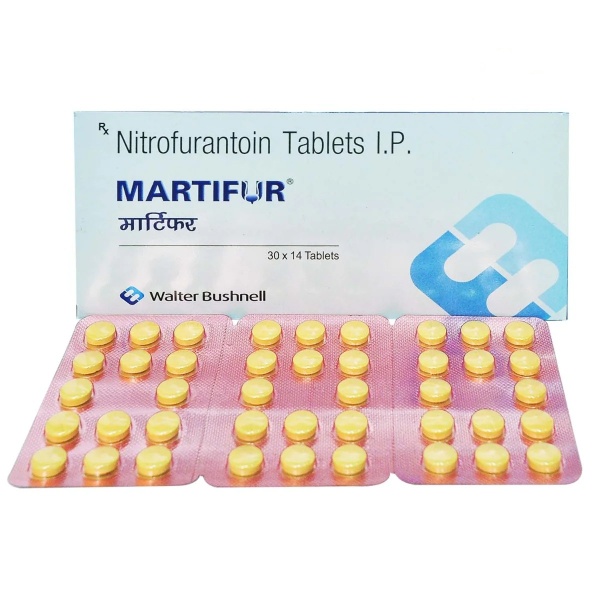 Rx Nitrofurantoin Tablets I.P.
MARTIFUR®
मार्टिफर
30 x 14 Tablets
Walter Bushnell